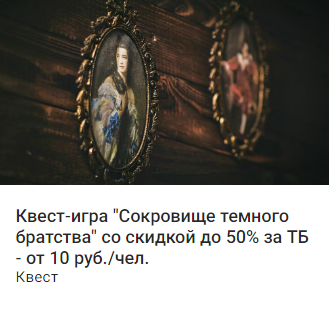 Квест-игра "Сокровище темного
братства" со скидкой до 50% за ТБ
- от 10 руб./чел.
Квест